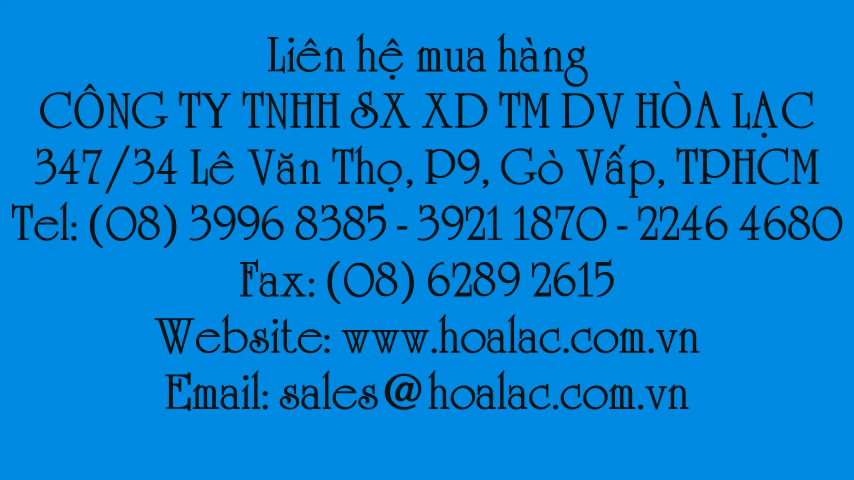 Liên hệ mua hàng
CÔNG TY TNHH SX XD TM DV HÒA LẠC
347/34 Lê Văn Thọ, P9, Gò Vấp, TPHCM
Tel: (08) 3996 8385 - 3921 1870 - 2246 4680
Fax: (08) 6289 2615
Website: www.hoalac.com.vn
Email: sales@hoalac.com.vn